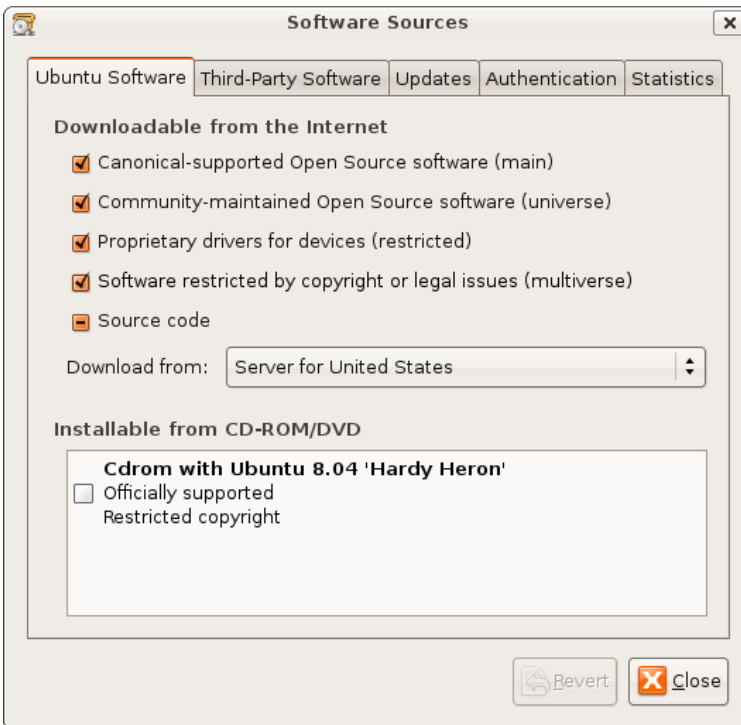 Software Sources
Ubuntu Software Third-Party Software Updates Authentication Statistics
Downloadable from the Internet
Canonical-supported Open Source software (main)
Community-maintained Open Source software (universe)
Proprietary drivers for devices (restricted)
Software restricted by copyright or legal issues (multiverse)
Source code
Download from: Server for United States
Installable from CD-ROM/DVD
Cdrom with Ubuntu 8.04 'Hardy Heron'
Officially supported
Restricted copyright
Revert Close